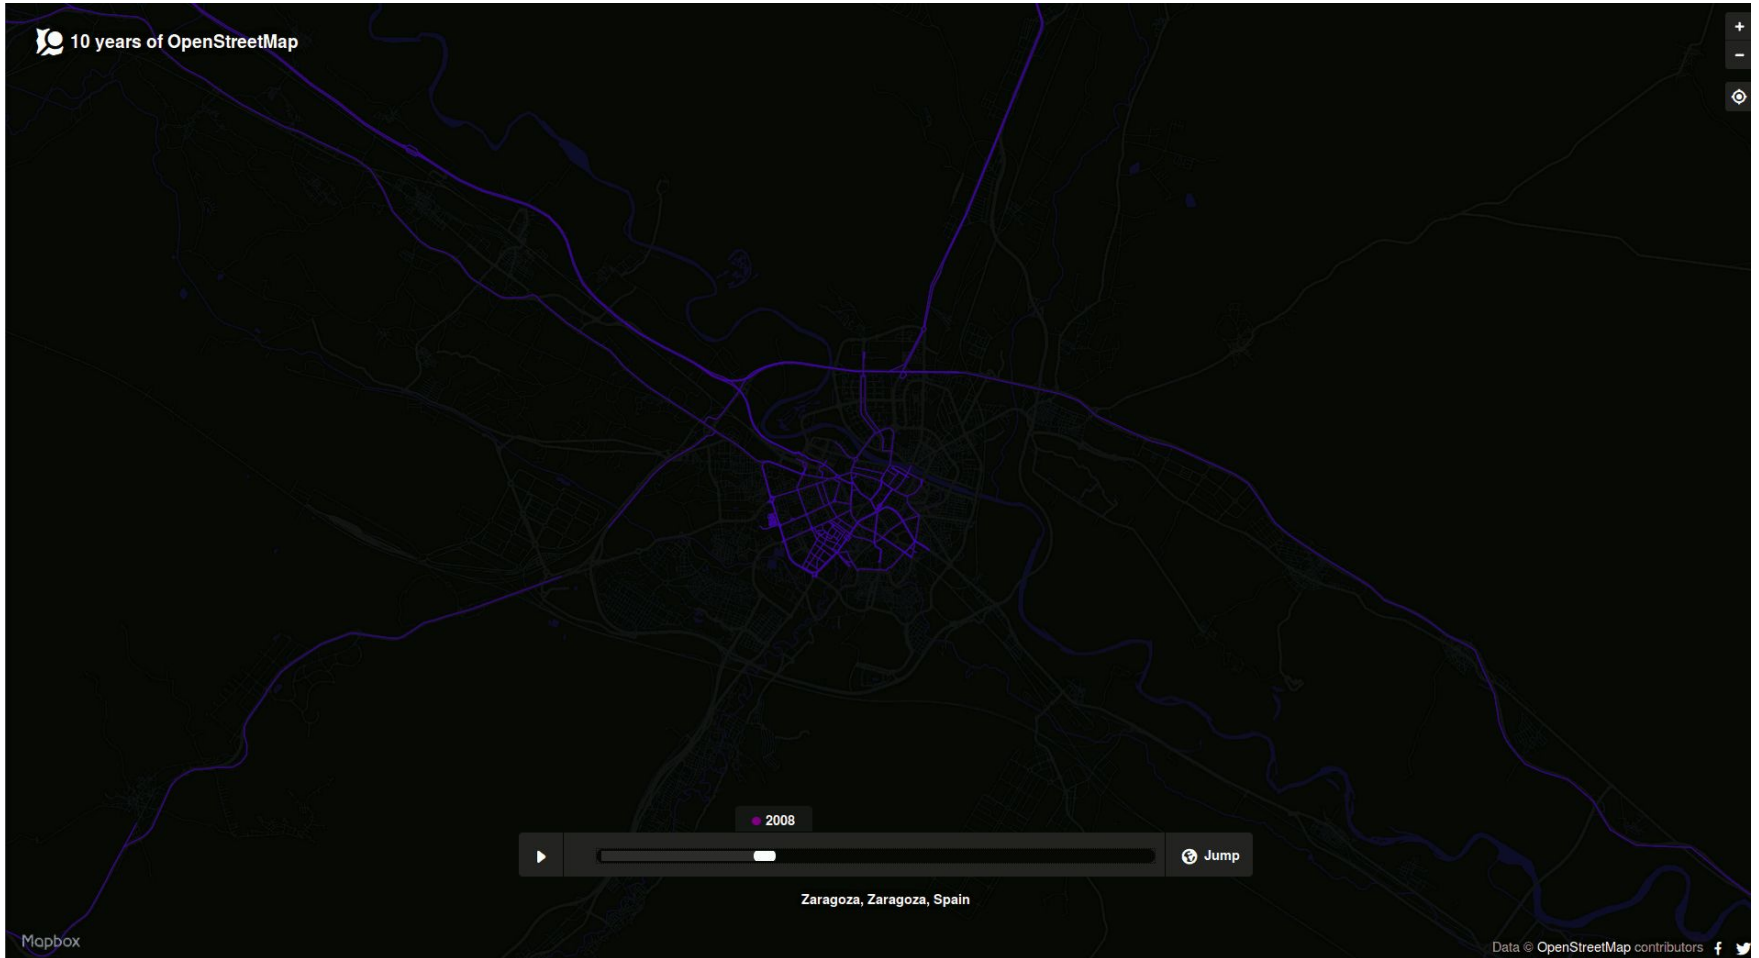 10 years of OpenStreetMap
+
−
2008
Jump
Zaragoza, Zaragoza, Spain
Mapbox
Data © OpenStreetMap contributors